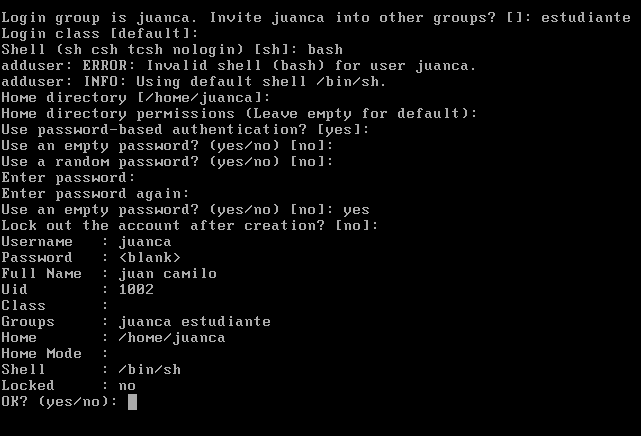 Login group is juanca. Invite juanca into other groups? []: estudiante
Login class [default]:
Shell (sh csh tcsh nologin) [sh]: bash
adduser: ERROR: Invalid shell (bash) for user juanca.
adduser: INFO: Using default shell /bin/sh.
Home directory [/home/juanca]:
Home directory permissions (Leave empty for default):
Use password-based authentication? [yes]:
Use an empty password? (yes/no) [no]:
Use a random password? (yes/no) [no]:
Enter password:
Enter password again:
Use an empty password? (yes/no) [no]: yes
Lock out the account after creation? [no]:
Username   : juanca
Password   : <blank>
Full Name  : juan camilo
Uid        : 1002
Class      :
Groups     : juanca estudiante
Home       : /home/juanca
Home Mode  :
Shell      : /bin/sh
Locked     : no
OK? (yes/no):